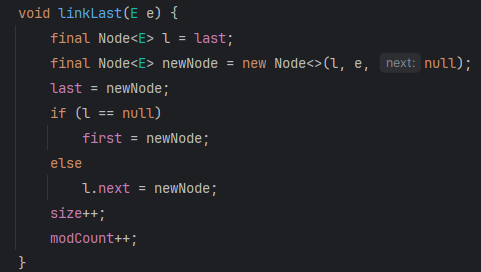 void linkLast(E e) {
    final Node<E> l = last;
    final Node<E> newNode = new Node<>(l, e, next: null);
    last = newNode;
    if (l == null)
        first = newNode;
    else
        l.next = newNode;
    size++;
    modCount++;
}